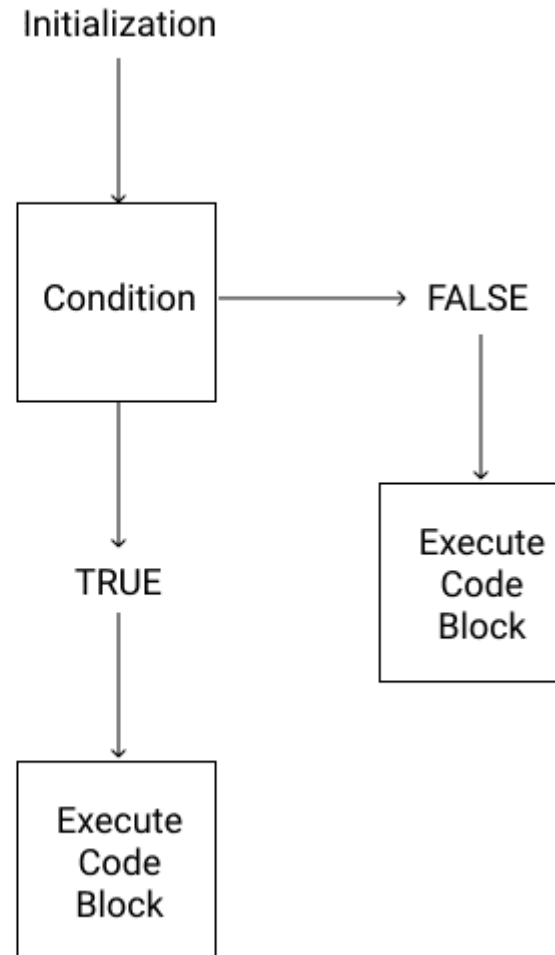 Initialization
Condition
FALSE
Execute
Code
Block
TRUE
Execute
Code
Block